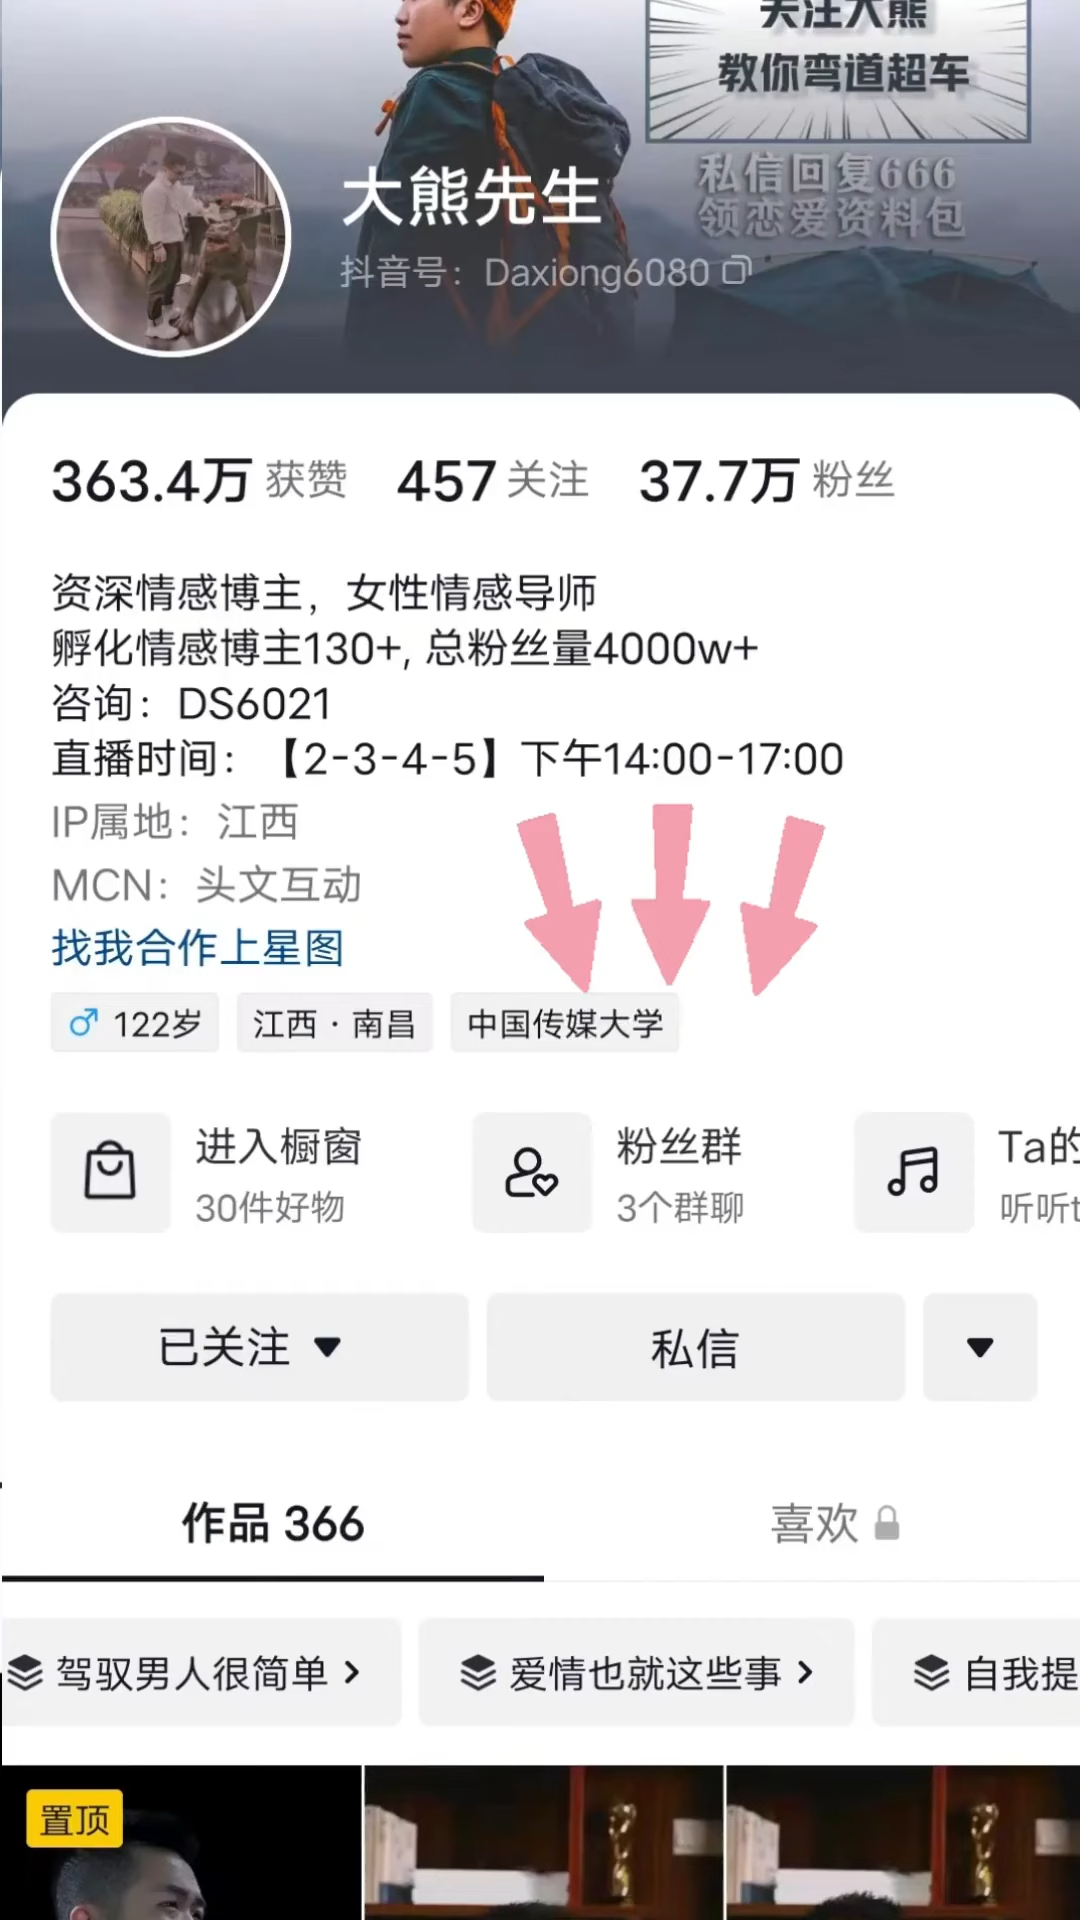 关注大熊
教你弯道超车
私信回复666
领恋爱资料包
大熊先生
抖音号：Daxiong6080
363.4万 获赞 457 关注 37.7万 粉丝
资深情感博主，女性情感导师
孵化情感博主130+, 总粉丝量4000w+
咨询：DS6021
直播时间：【2-3-4-5】下午14:00-17:00
IP属地：江西
MCN：头文互动
找我合作上星图
♂ 122岁 江西 · 南昌 中国传媒大学
进入橱窗 粉丝群 Ta的
30件好物 3个群聊 听听t
已关注 私信
作品 366 喜欢
驾驭男人很简单 爱情也就这些事 自我提
置顶